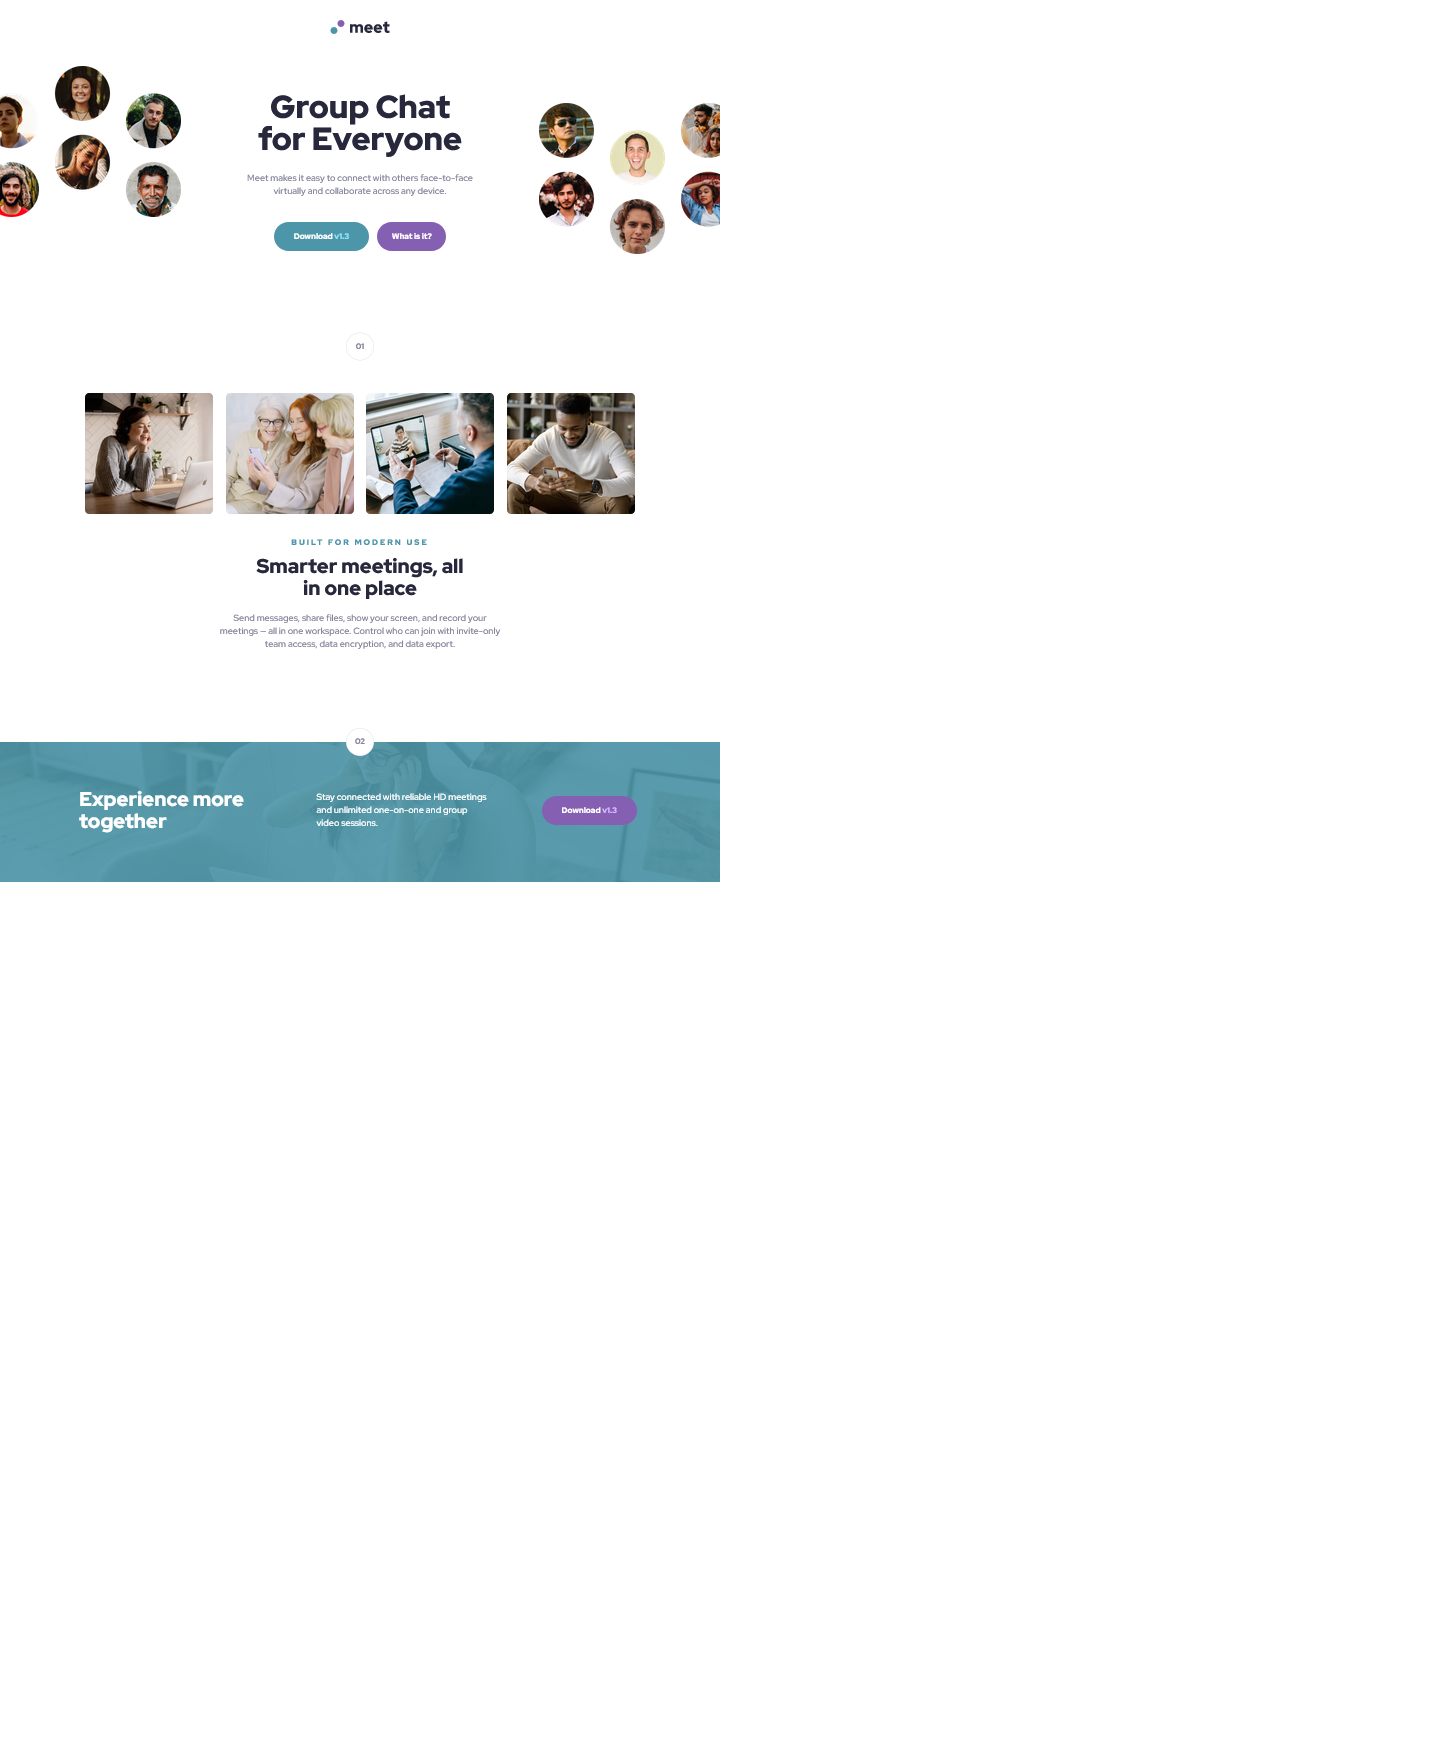 meet
Group Chat
for Everyone
Meet makes it easy to connect with others face-to-face
virtually and collaborate across any device.
Download v1.3
What is it?
01
BUILT FOR MODERN USE
Smarter meetings, all
in one place
Send messages, share files, show your screen, and record your
meetings — all in one workspace. Control who can join with invite-only
team access, data encryption, and data export.
02
Experience more
together
Stay connected with reliable HD meetings
and unlimited one-on-one and group
video sessions.
Download v1.3